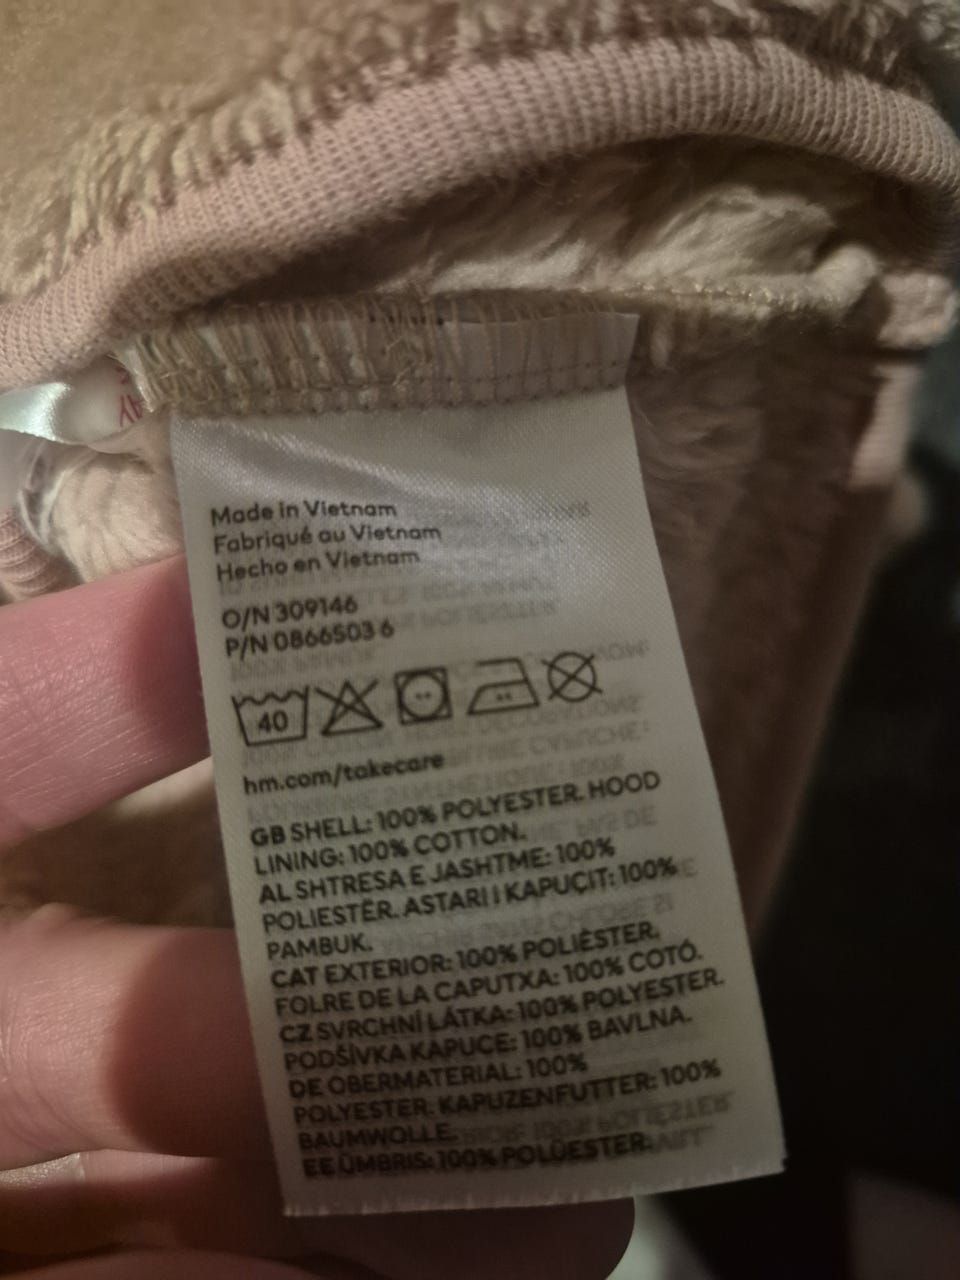 Made in Vietnam
Fabriqué au Vietnam
Hecho en Vietnam
O/N 309146
P/N 0866503 6
40
hm.com/takecare
GB SHELL: 100% POLYESTER. HOOD
LINING: 100% COTTON.
AL SHTRESA E JASHTME: 100%
POLIESTËR. ASTARI I KAPUÇIT: 100%
PAMBUK.
CAT EXTERIOR: 100% POLIÈSTER.
FOLRE DE LA CAPUTXA: 100% COTÓ.
CZ SVRCHNÍ LÁTKA: 100% POLYESTER.
PODŠÍVKA KAPUCE: 100% BAVLNA.
DE OBERMATERIAL: 100%
POLYESTER. KAPUZENFUTTER: 100%
BAUMWOLLE.
EE ÜMBRIS: 100% POLÜESTER.